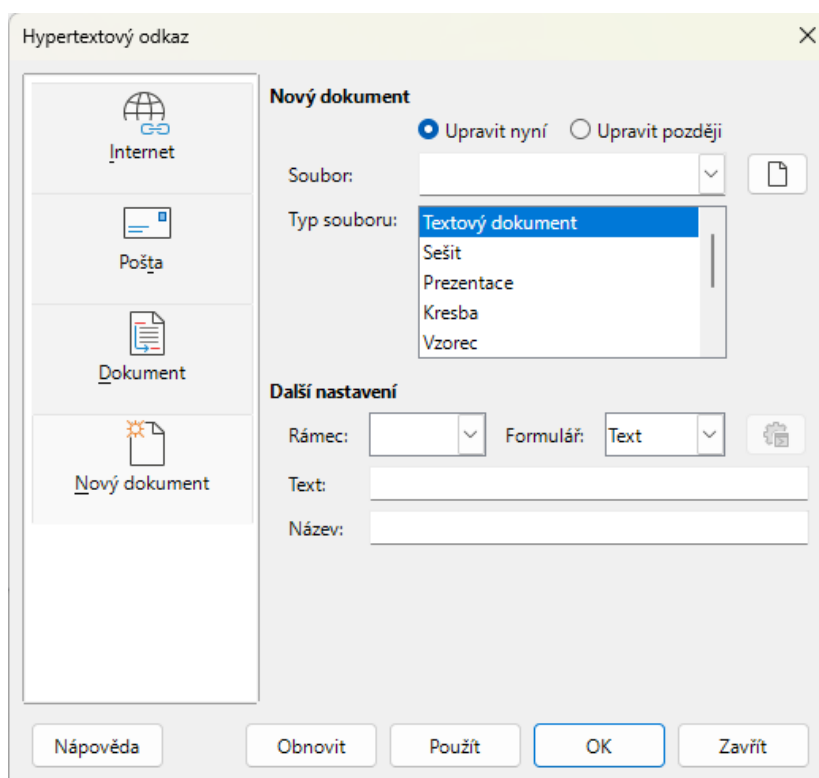 Hypertextový odkaz
Internet
Pošta
Dokument
Nový dokument
Nový dokument
Upravit nyní Upravit později
Soubor:
Typ souboru:
Textový dokument
Sešit
Prezentace
Kresba
Vzorec
Další nastavení
Rámec: Formulář: Text
Text:
Název:
Nápověda Obnovit Použít OK Zavřít